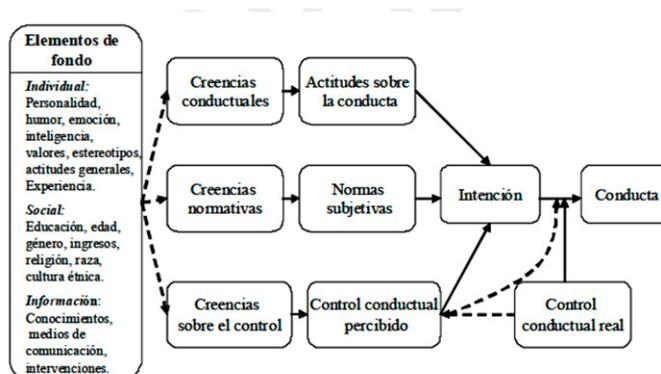 Elementos de
fondo
Individual:
Personalidad,
humor, emoción,
inteligencia,
valores, estereotipos,
actitudes generales,
Experiencia.
Social:
Educación, edad,
género, ingresos,
religión, raza,
cultura étnica.
Información:
Conocimientos,
medios de
comunicación,
intervenciones.
Creencias
conductuales
Actitudes sobre
la conducta
Creencias
normativas
Normas
subjetivas
Intención
Conducta
Creencias
sobre el control
Control conductual
percibido
Control
conductual real